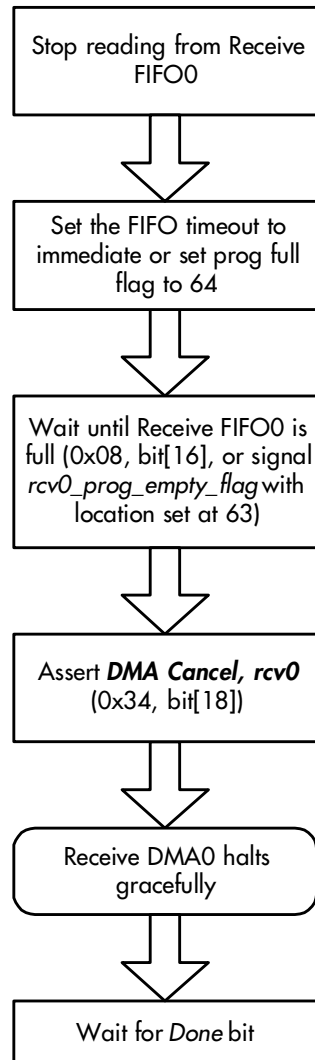 Stop reading from Receive
FIFO0
Set the FIFO timeout to
immediate or set prog full
flag to 64
Wait until Receive FIFO0 is
full (0x08, bit[16], or signal
rcv0_prog_empty_flag with
location set at 63)
Assert DMA Cancel, rcv0
(0x34, bit[18])
Receive DMA0 halts
gracefully
Wait for Done bit